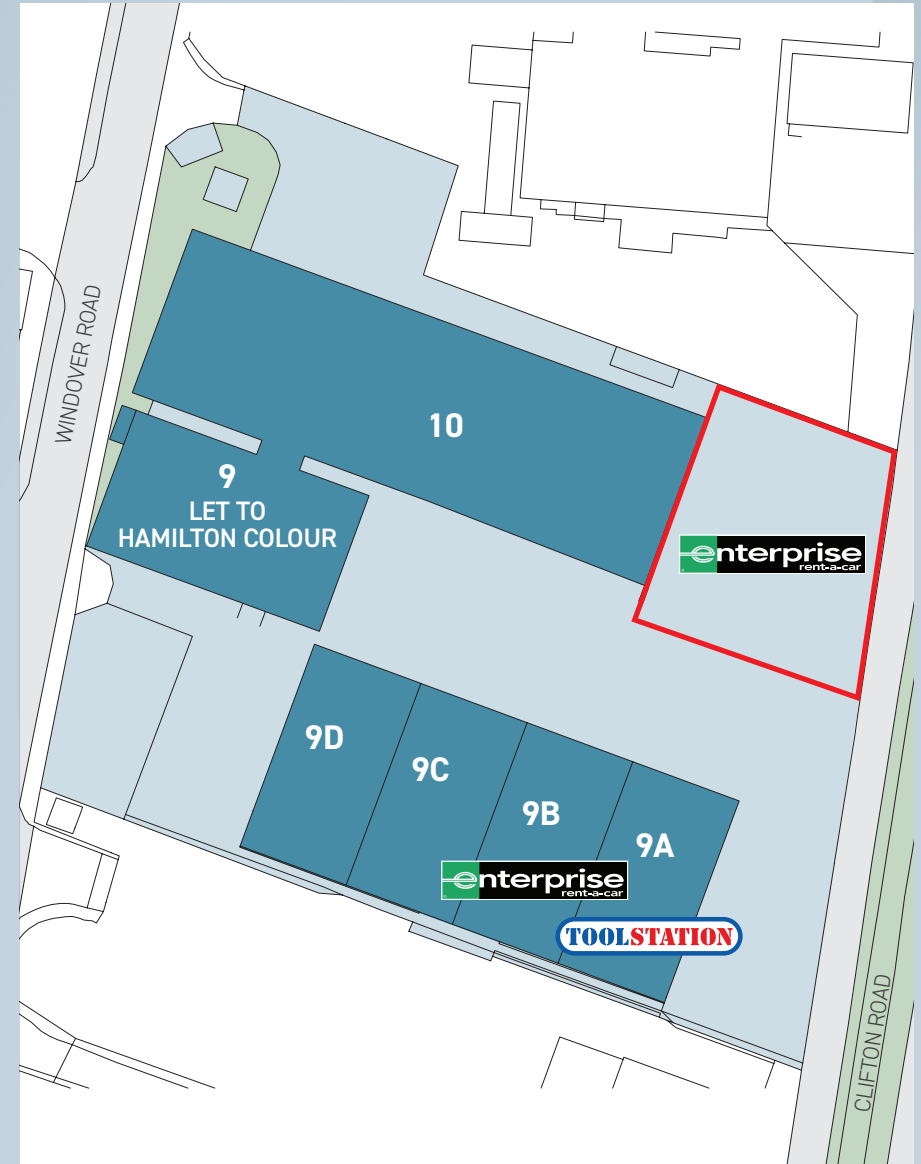 WINDOVER ROAD
10
9
LET TO
HAMILTON COLOUR
enterprise
rent-a-car
9D
9C
9B
9A
enterprise
rent-a-car
TOOLSTATION
CLIFTON ROAD